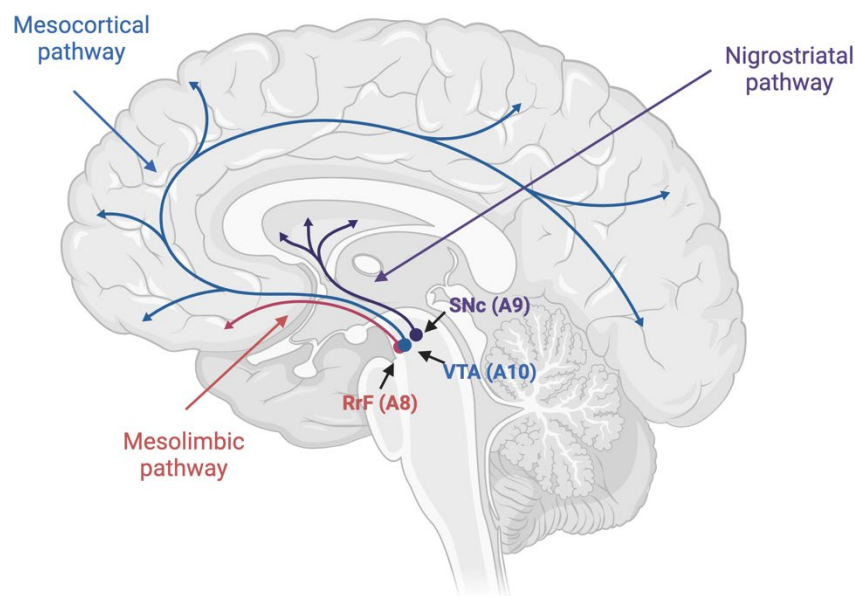 Mesocortical
pathway
Nigrostriatal
pathway
SNc (A9)
VTA (A10)
RrF (A8)
Mesolimbic
pathway